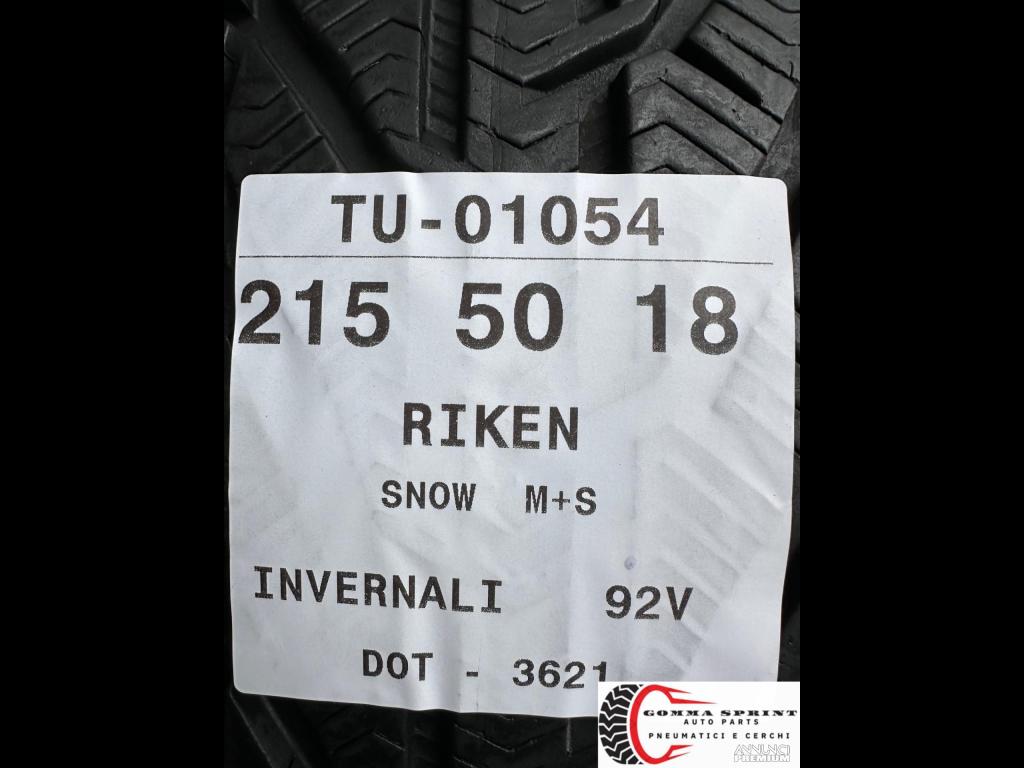 TU-01054
215 50 18
RIKEN
SNOW M+S
INVERNALI 92V
DOT - 3621
GOMMA SPRINT
AUTO PARTS
PNEUMATICI E CERCHI
ANNUNCI
PREMIUM